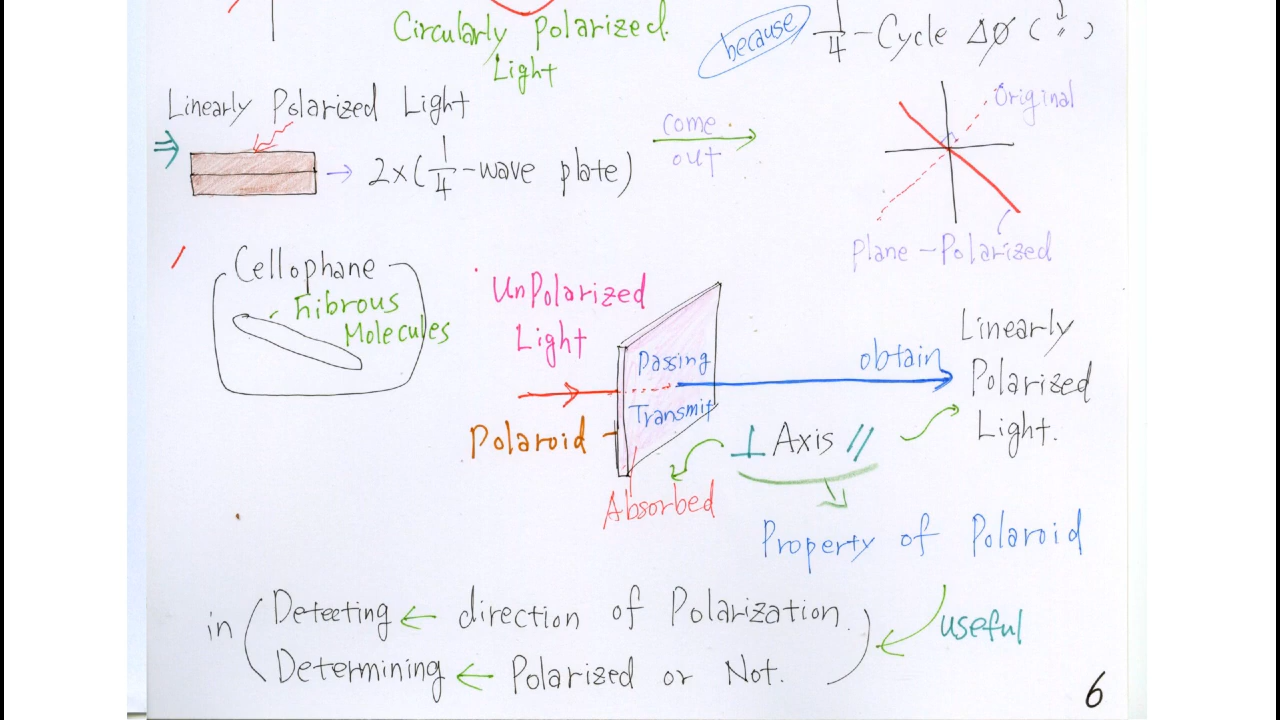 Circularly Polarized
Light
because 1/4-Cycle Δφ (?)
Linearly Polarized Light
2×(1/4-wave plate)
come
out
Original
Plane-Polarized
Cellophane
Fibrous
Molecules
UnPolarized
Light
Passing
Transmit
Polaroid
Absorbed
obtain
Linearly
Polarized
Light.
⊥ Axis //
Property of Polaroid
useful
in
Detecting ← direction of Polarization.
Determining ← Polarized or Not.
6